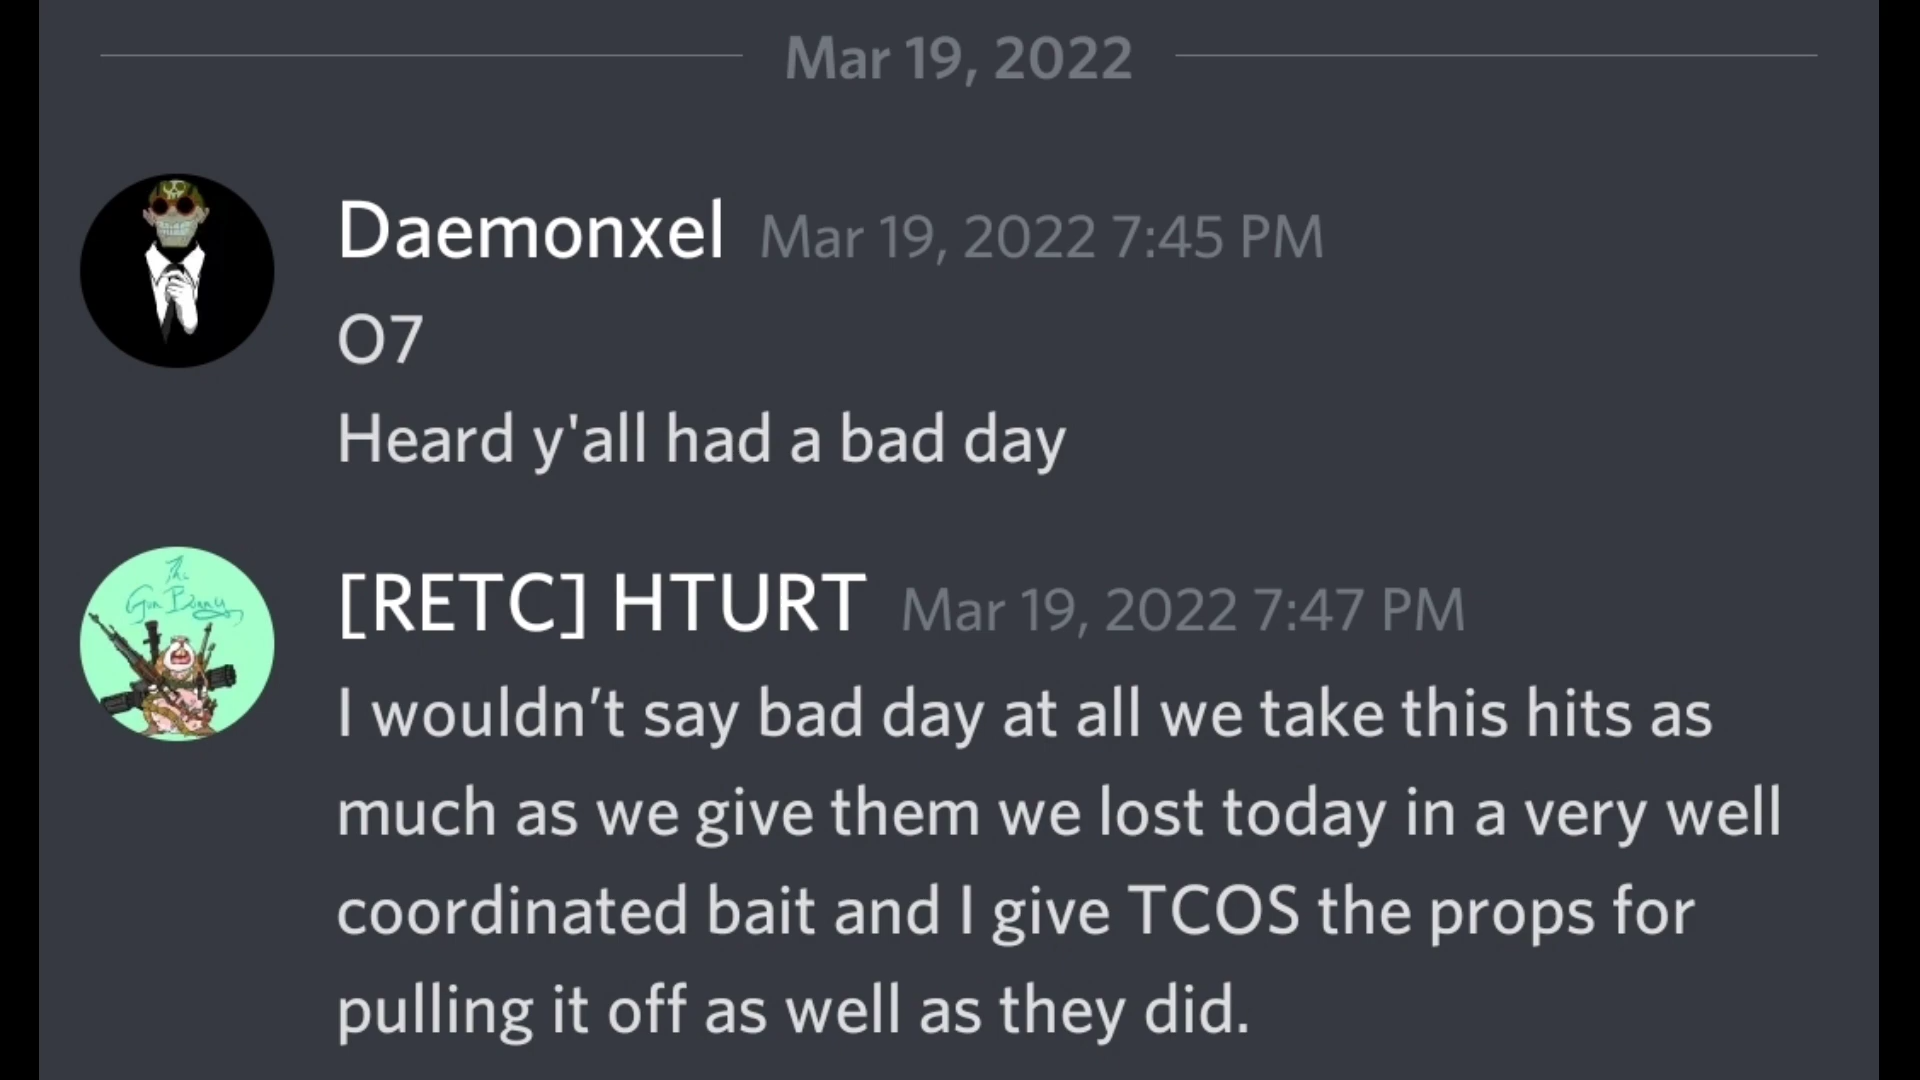 Mar 19, 2022
Daemonxel Mar 19, 2022 7:45 PM
O7
Heard y'all had a bad day
The
Gun Bunny
[RETC] HTURT Mar 19, 2022 7:47 PM
I wouldn’t say bad day at all we take this hits as
much as we give them we lost today in a very well
coordinated bait and I give TCOS the props for
pulling it off as well as they did.